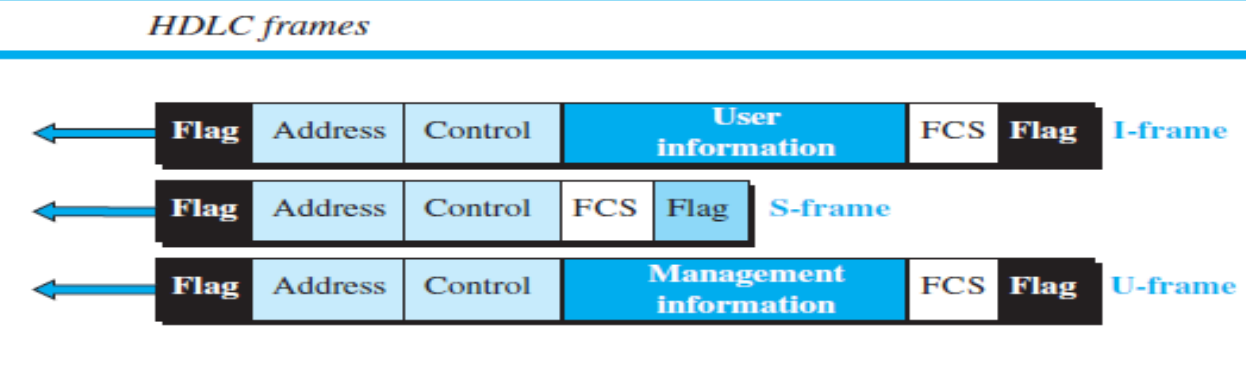 HDLC frames
Flag Address Control User information FCS Flag I-frame
Flag Address Control FCS Flag S-frame
Flag Address Control Management information FCS Flag U-frame